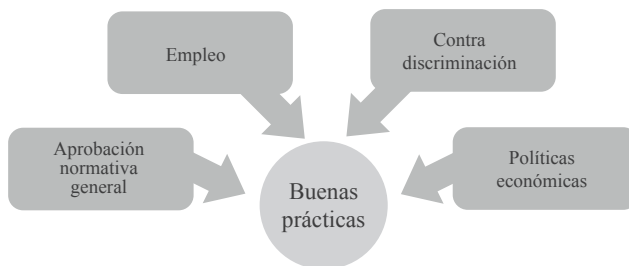 Empleo
Contra
discriminación
Aprobación
normativa
general
Políticas
económicas
Buenas
prácticas